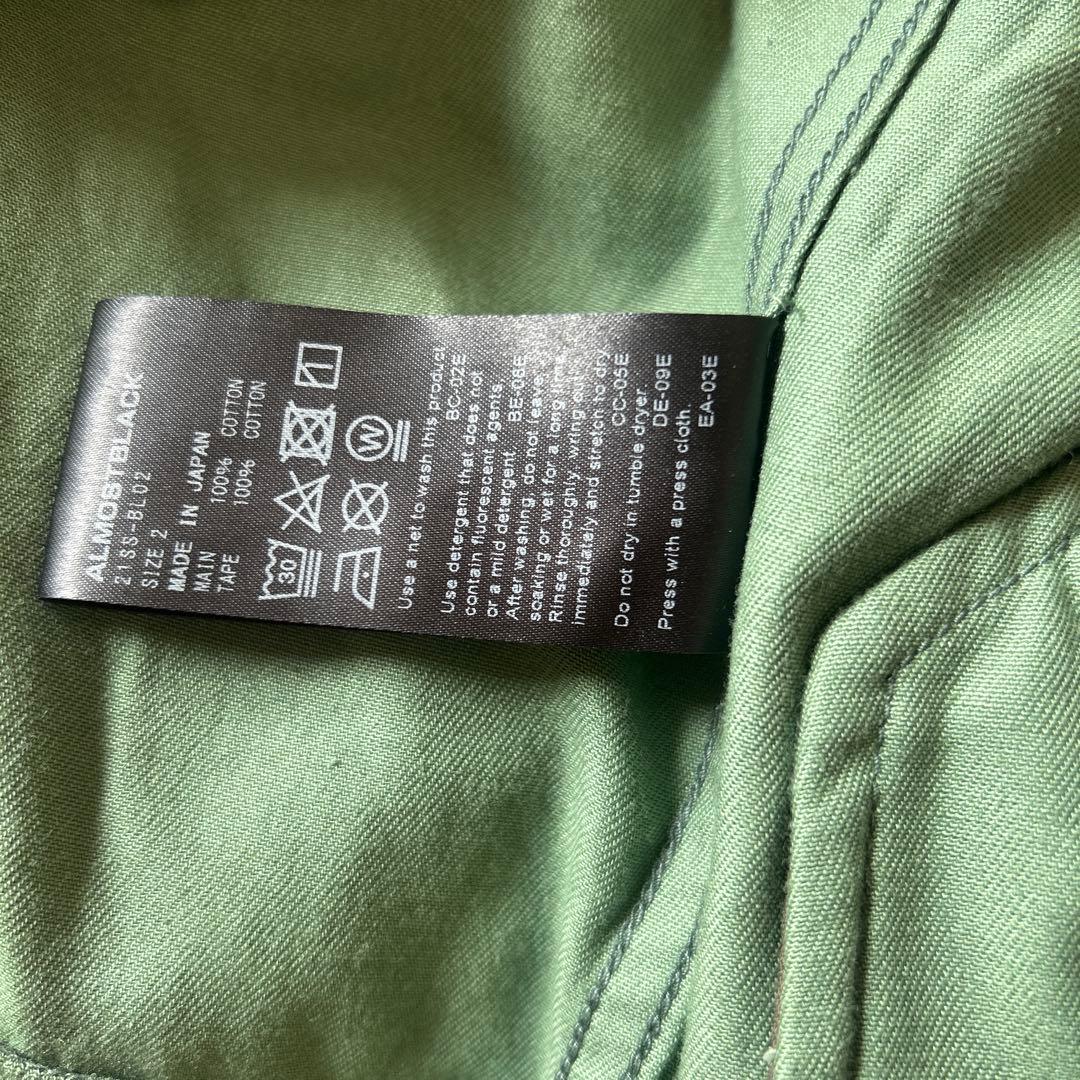 ALMOSTBLACK
21SS-BL02
SIZE 2
MADE IN JAPAN
MAIN 100% COTTON
TAPE 100% COTTON
30
W
Use a net to wash this product.
BC-02E
Use detergent that does not
contain fluorescent agents
or a mild detergent.
BE-06E
After washing, do not leave
soaking or wet for a long time.
Rinse thoroughly, wring out
immediately and stretch to dry.
CC-05E
Do not dry in tumble dryer.
DE-09E
Press with a press cloth.
EA-03E